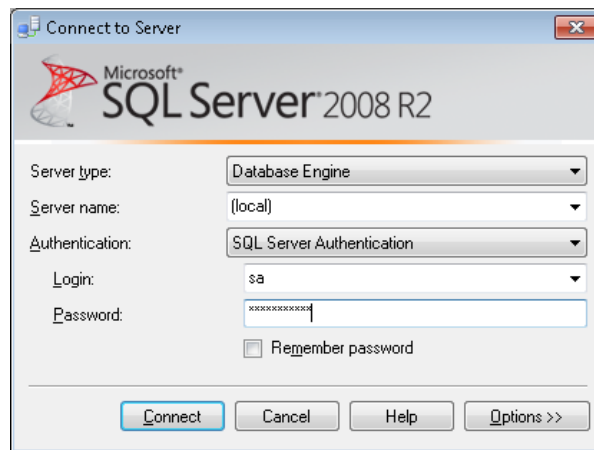 Connect to Server
Microsoft®
SQL Server® 2008 R2
Server type: Database Engine
Server name: (local)
Authentication: SQL Server Authentication
Login: sa
Password: ***********
Remember password
Connect Cancel Help Options >>